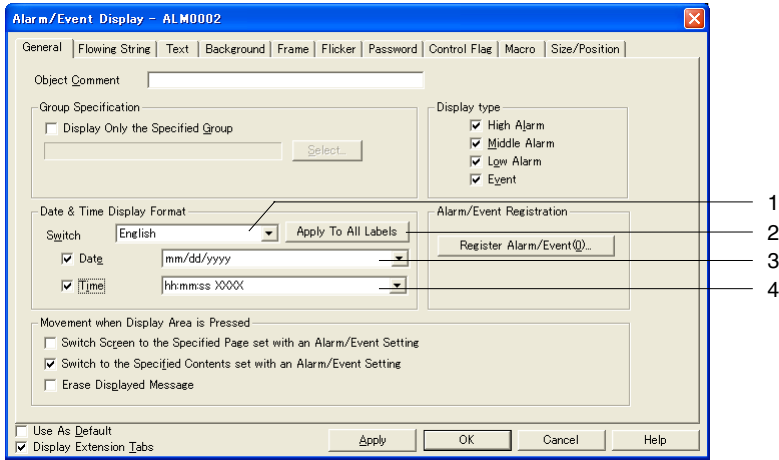 Alarm/Event Display - ALM0002
General Flowing String Text Background Frame Flicker Password Control Flag Macro Size/Position
Object Comment
Group Specification
Display Only the Specified Group
Select...
Display type
High Alarm
Middle Alarm
Low Alarm
Event
Date & Time Display Format
Switch English Apply To All Labels
Date mm/dd/yyyy
Time hh:mm:ss XXXX
Alarm/Event Registration
Register Alarm/Event(O)...
1
2
3
4
Movement when Display Area is Pressed
Switch Screen to the Specified Page set with an Alarm/Event Setting
Switch to the Specified Contents set with an Alarm/Event Setting
Erase Displayed Message
Use As Default
Display Extension Tabs
Apply OK Cancel Help